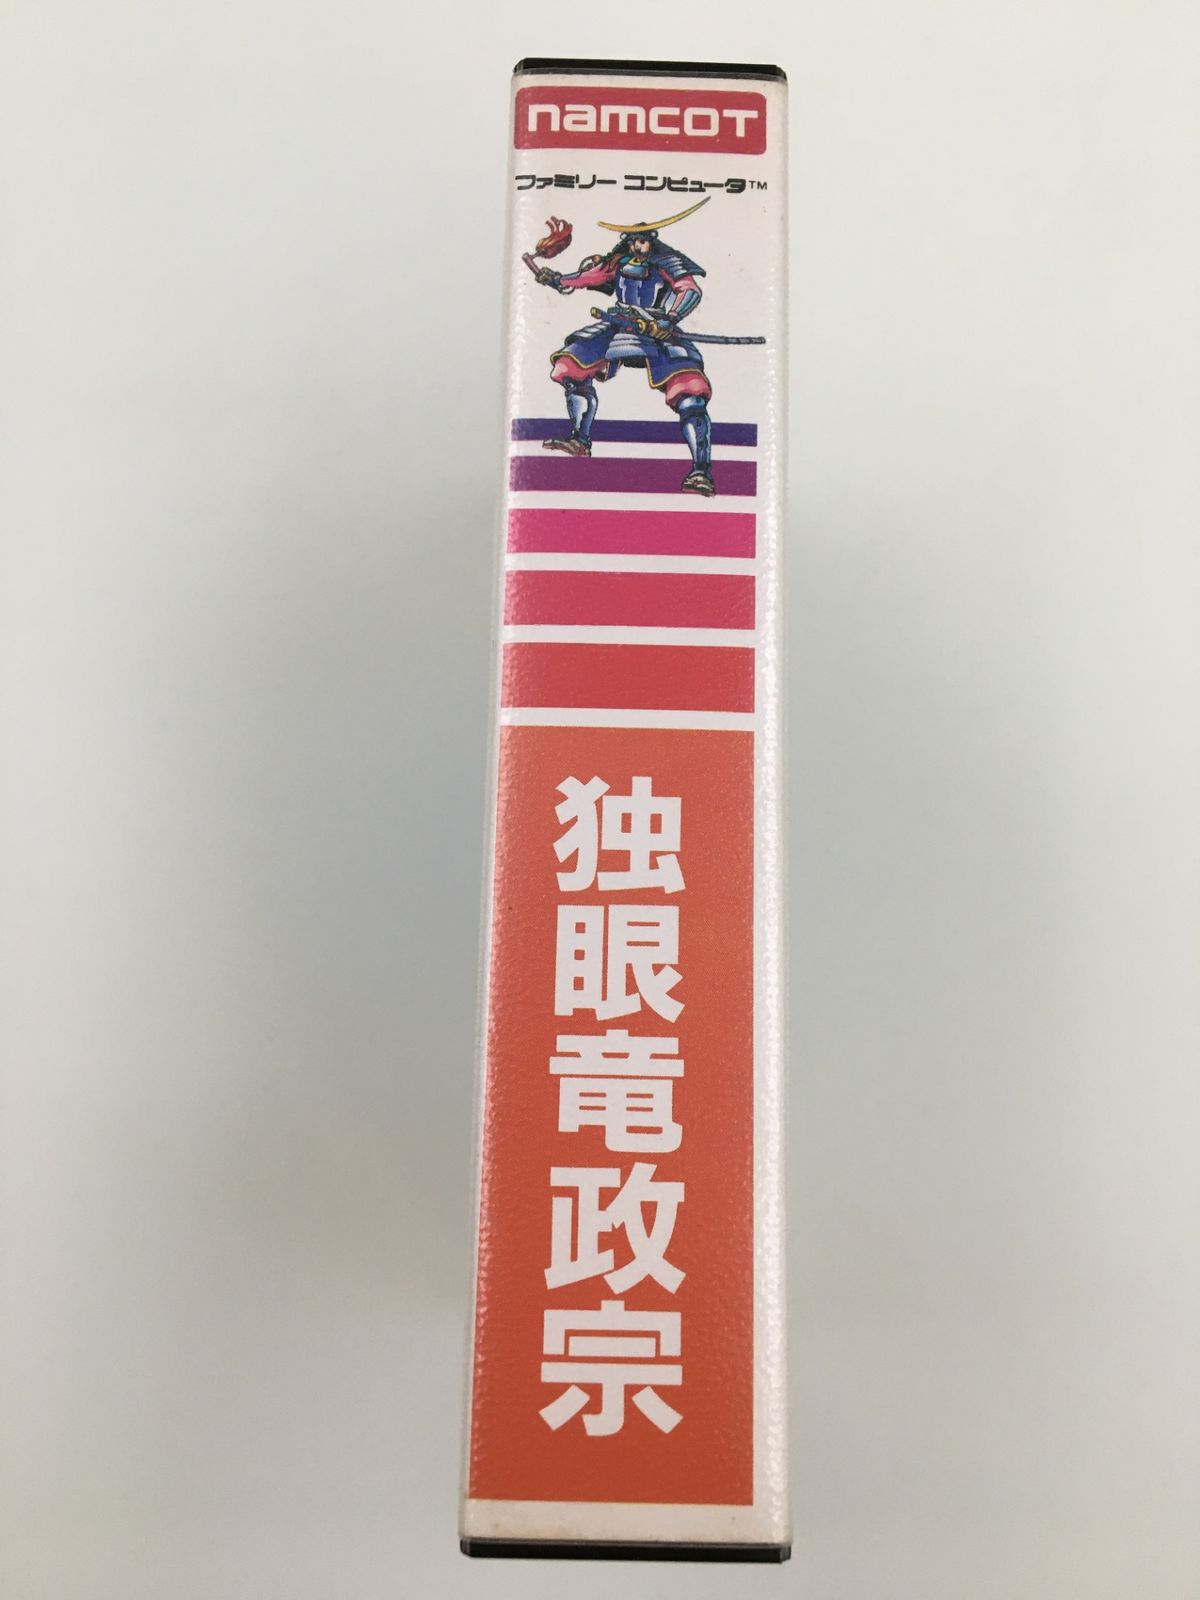 namcoT
ファミリー コンピュータ™
独眼竜政宗